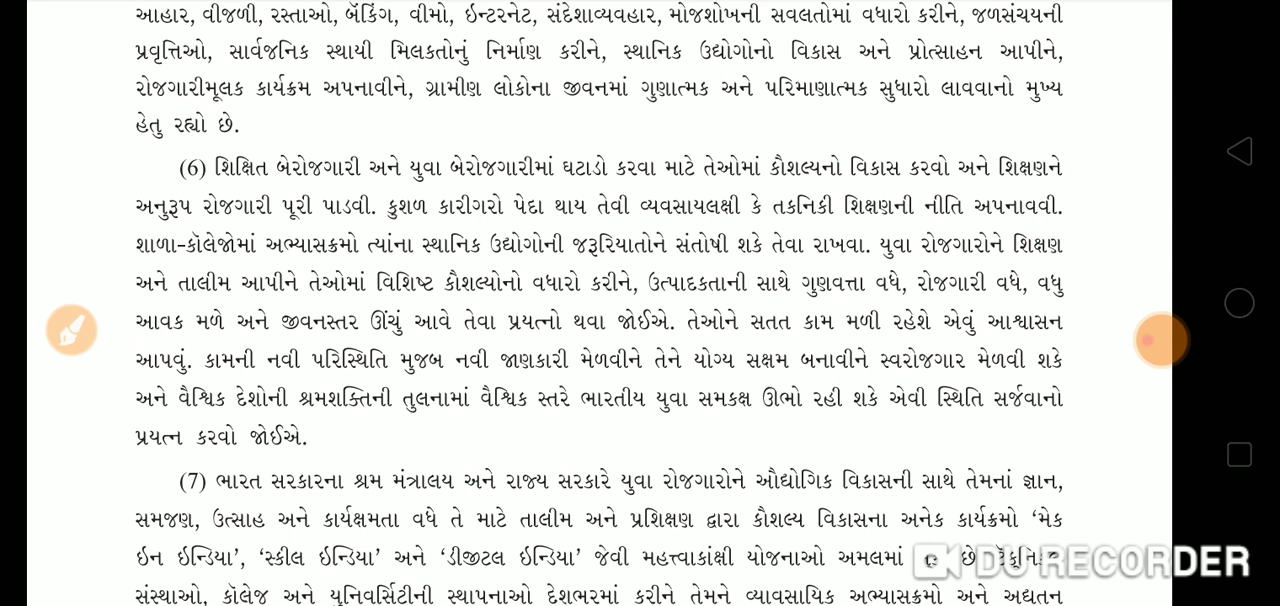 આહાર, વીજળી, રસ્તાઓ, બૅંકિંગ, વીમો, ઇન્ટરનેટ, સંદેશાવ્યવહાર, મોજશોખની સવલતોમાં વધારો કરીને, જળસંચયની
પ્રવૃત્તિઓ, સાર્વજનિક સ્થાયી મિલકતોનું નિર્માણ કરીને, સ્થાનિક ઉદ્યોગોનો વિકાસ અને પ્રોત્સાહન આપીને,
રોજગારીમૂલક કાર્યક્રમ અપનાવીને, ગ્રામીણ લોકોના જીવનમાં ગુણાત્મક અને પરિમાણાત્મક સુધારો લાવવાનો મુખ્ય
હેતુ રહ્યો છે.
(6) શિક્ષિત બેરોજગારી અને યુવા બેરોજગારીમાં ઘટાડો કરવા માટે તેઓમાં કૌશલ્યનો વિકાસ કરવો અને શિક્ષણને
અનુરૂપ રોજગારી પૂરી પાડવી. કુશળ કારીગરો પેદા થાય તેવી વ્યવસાયલક્ષી કે તકનિકી શિક્ષણની નીતિ અપનાવવી.
શાળા-કૉલેજોમાં અભ્યાસક્રમો ત્યાંના સ્થાનિક ઉદ્યોગોની જરૂરિયાતોને સંતોષી શકે તેવા રાખવા. યુવા રોજગારોને શિક્ષણ
અને તાલીમ આપીને તેઓમાં વિશિષ્ટ કૌશલ્યોનો વધારો કરીને, ઉત્પાદકતાની સાથે ગુણવત્તા વધે, રોજગારી વધે, વધુ
આવક મળે અને જીવનસ્તર ઊંચું આવે તેવા પ્રયત્નો થવા જોઈએ. તેઓને સતત કામ મળી રહેશે એવું આશ્વાસન
આપવું. કામની નવી પરિસ્થિતિ મુજબ નવી જાણકારી મેળવીને તેને યોગ્ય સક્ષમ બનાવીને સ્વરોજગાર મેળવી શકે
અને વૈશ્વિક દેશોની શ્રમશક્તિની તુલનામાં વૈશ્વિક સ્તરે ભારતીય યુવા સમકક્ષ ઊભો રહી શકે એવી સ્થિતિ સર્જવાનો
પ્રયત્ન કરવો જોઈએ.
(7) ભારત સરકારના શ્રમ મંત્રાલય અને રાજ્ય સરકારે યુવા રોજગારોને ઔદ્યોગિક વિકાસની સાથે તેમનાં જ્ઞાન,
સમજણ, ઉત્સાહ અને કાર્યક્ષમતા વધે તે માટે તાલીમ અને પ્રશિક્ષણ દ્વારા કૌશલ્ય વિકાસના અનેક કાર્યક્રમો ‘મેક
ઇન ઇન્ડિયા’, ‘સ્કીલ ઇન્ડિયા’ અને ‘ડીજીટલ ઇન્ડિયા’ જેવી મહત્ત્વાકાંક્ષી યોજનાઓ અમલમાં છે.
DU RECORDER
સંસ્થાઓ, કૉલેજ અને યુનિવર્સિટીની સ્થાપનાઓ દેશભરમાં કરીને તેમને વ્યાવસાયિક અભ્યાસક્રમો અને અદ્યતન